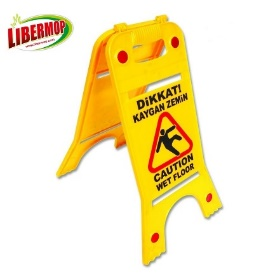 LIBERMOP
DİKKAT!
KAYGAN ZEMİN
CAUTION
WET FLOOR